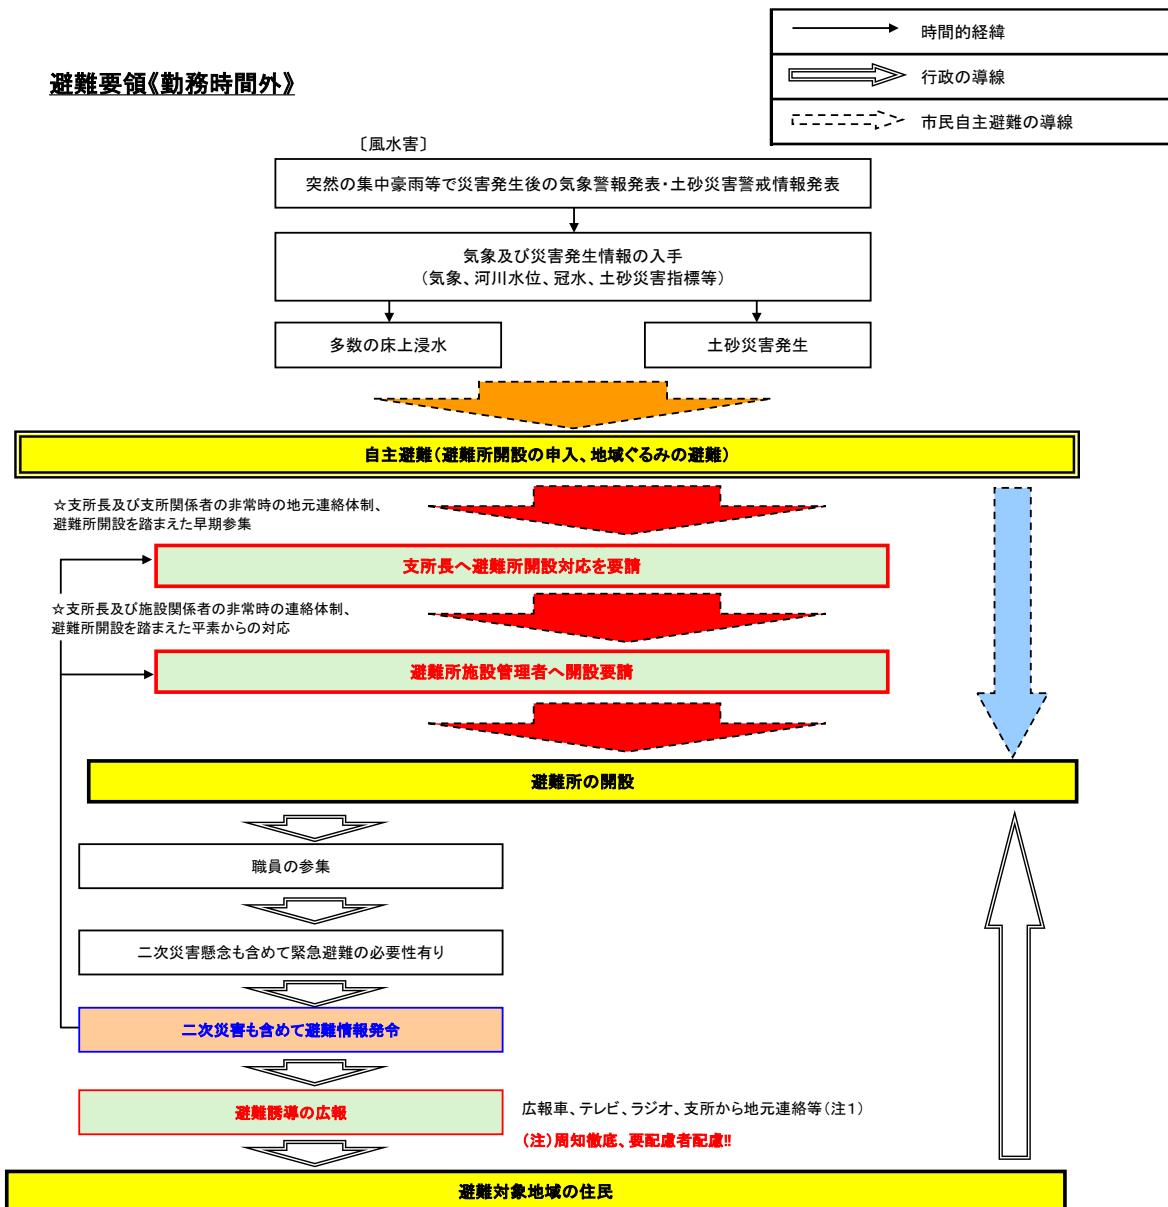 時間的経緯
行政の導線
市民自主避難の導線
避難要領《勤務時間外》
〔風水害〕
突然の集中豪雨等で災害発生後の気象警報発表・土砂災害警戒情報発表
気象及び災害発生情報の入手
（気象、河川水位、冠水、土砂災害指標等）
多数の床上浸水
土砂災害発生
自主避難（避難所開設の申入、地域ぐるみの避難）
☆支所長及び支所関係者の非常時の地元連絡体制、
避難所開設を踏まえた早期参集
支所長へ避難所開設対応を要請
☆支所長及び施設関係者の非常時の連絡体制、
避難所開設を踏まえた平素からの対応
避難所施設管理者へ開設要請
避難所の開設
職員の参集
二次災害懸念も含めて緊急避難の必要性有り
二次災害も含めて避難情報発令
避難誘導の広報
広報車、テレビ、ラジオ、支所から地元連絡等（注１）
（注）周知徹底、要配慮者配慮‼
避難対象地域の住民